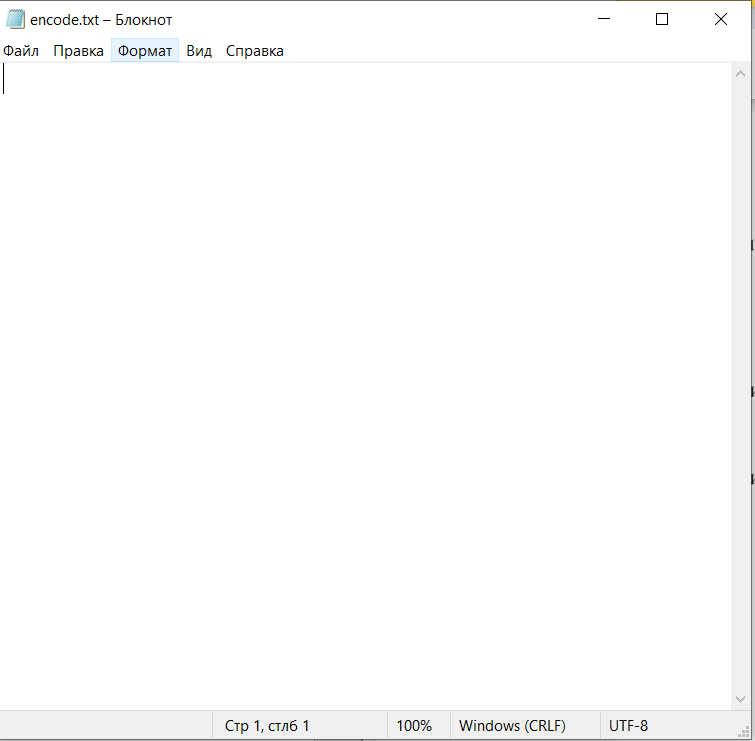 encode.txt – Блокнот
Файл Правка Формат Вид Справка
Стр 1, стлб 1 100% Windows (CRLF) UTF-8